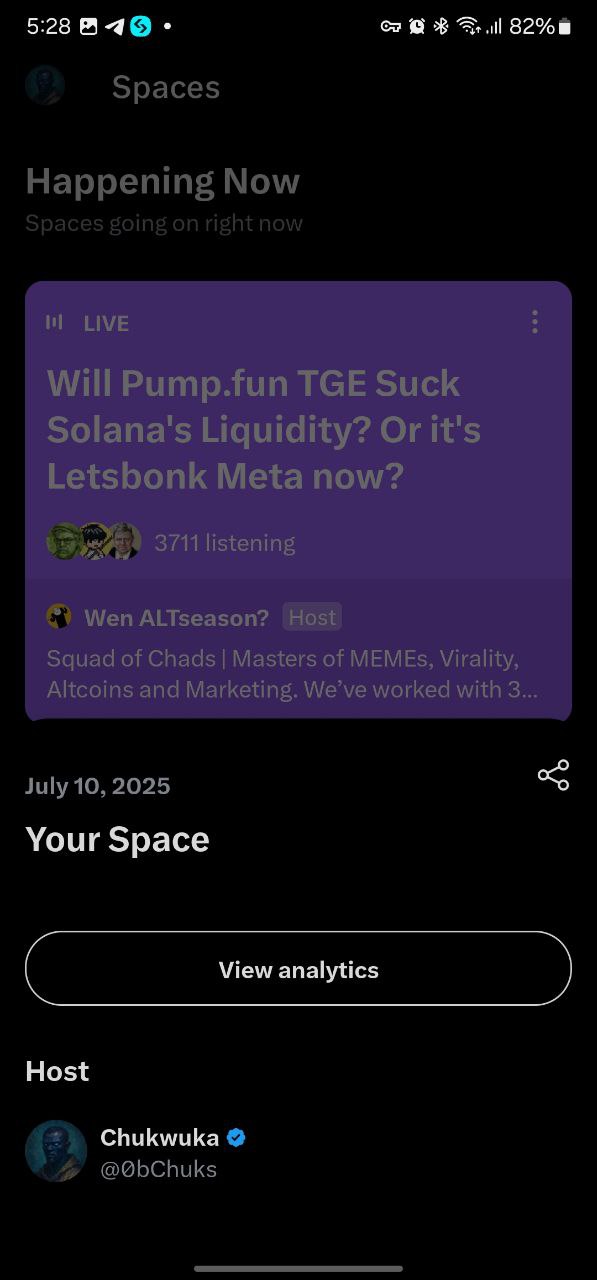 5:28
82%
Spaces
Happening Now
Spaces going on right now
LIVE
Will Pump.fun TGE Suck
Solana's Liquidity? Or it's
Letsbonk Meta now?
3711 listening
Wen ALTseason? Host
Squad of Chads | Masters of MEMEs, Virality,
Altcoins and Marketing. We’ve worked with 3...
July 10, 2025
Your Space
View analytics
Host
Chukwuka
@0bChuks